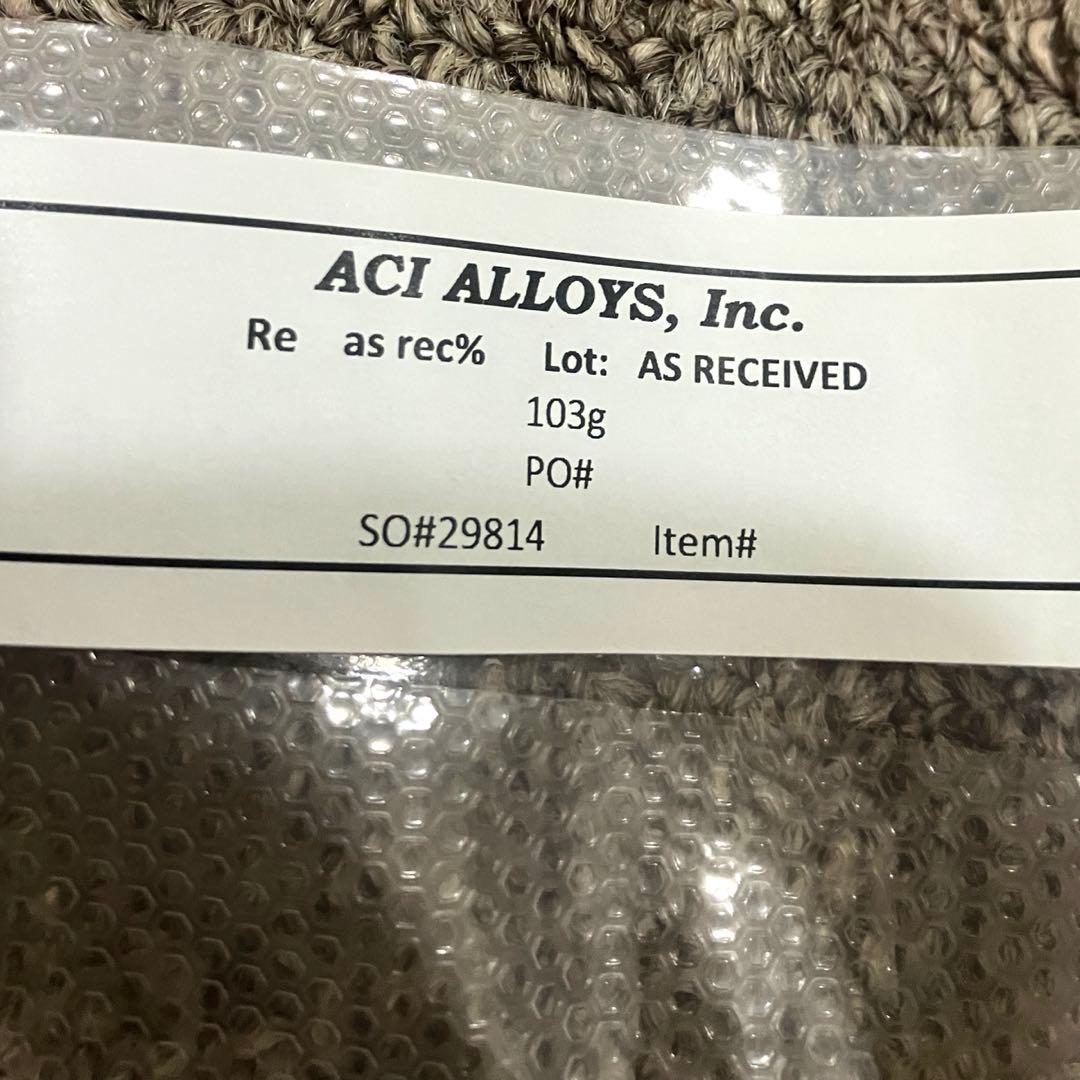 ACI ALLOYS, Inc.
Re as rec% Lot: AS RECEIVED
103g
PO#
SO#29814 Item#